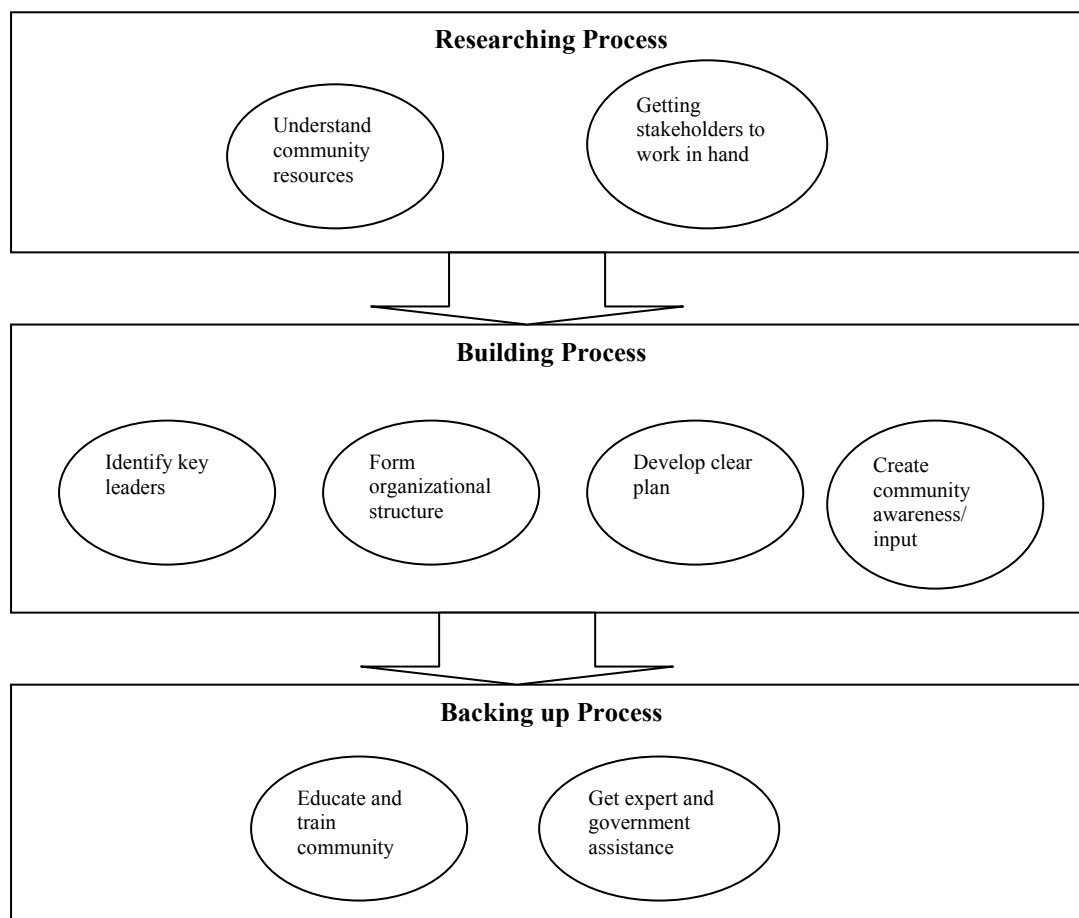 Researching Process
Understand
community
resources
Getting
stakeholders to
work in hand
Building Process
Identify key
leaders
Form
organizational
structure
Develop clear
plan
Create
community
awareness/
input
Backing up Process
Educate and
train
community
Get expert and
government
assistance